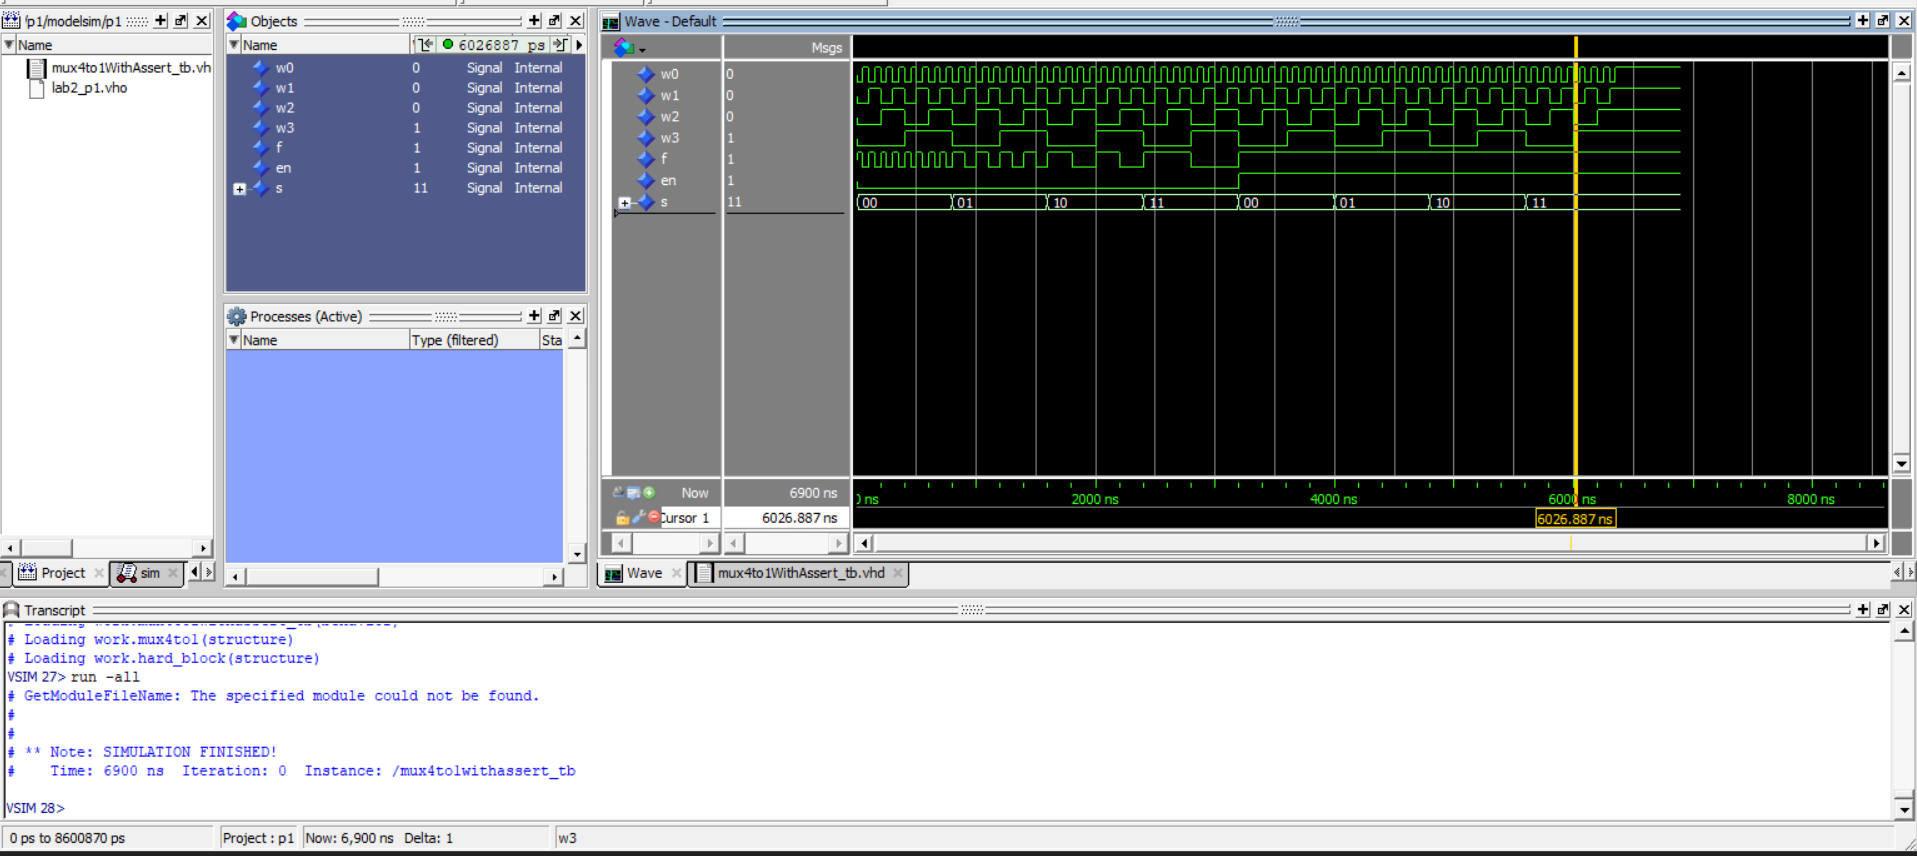 /p1/modelsim/p1
Name
mux4to1WithAssert_tb.vh
lab2_p1.vho
Project
sim
Objects
Name
6026887 ps
w0 0 Signal Internal
w1 0 Signal Internal
w2 0 Signal Internal
w3 1 Signal Internal
f 1 Signal Internal
en 1 Signal Internal
s 11 Signal Internal
Processes (Active)
Name Type (filtered) Sta
Wave - Default
Msgs
w0 0
w1 0
w2 0
w3 1
f 1
en 1
s 11 00 01 10 11 00 01 10 11
Now 6900 ns ns 2000 ns 4000 ns 6000 ns 8000 ns
Cursor 1 6026.887 ns 6026.887 ns
Wave mux4to1WithAssert_tb.vhd
Transcript
# Loading work.mux4to1(structure)
# Loading work.hard_block(structure)
VSIM 27> run -all
# GetModuleFileName: The specified module could not be found.
#
#
# ** Note: SIMULATION FINISHED!
# Time: 6900 ns Iteration: 0 Instance: /mux4to1withassert_tb
VSIM 28>
0 ps to 8600870 ps Project : p1 Now: 6,900 ns Delta: 1 w3